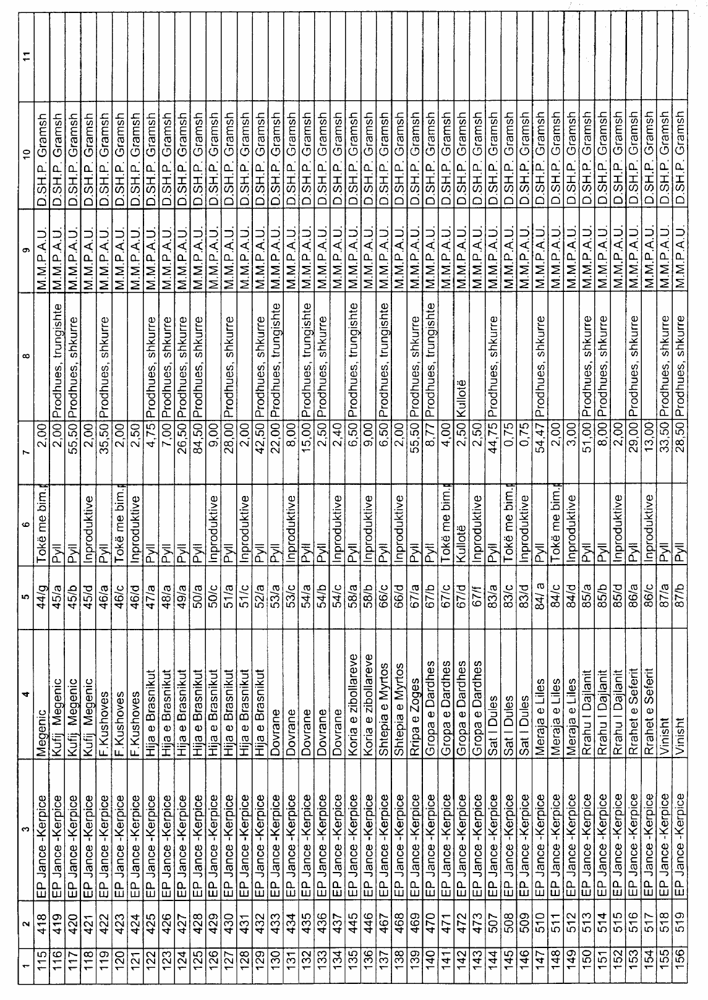 1 2 3 4 5 6 7 8 9 10 11
115 418 EP Jance -Kerpice Megenic 44/g Tokë me bim.p 2,00 M.M.P.A.U. D.SH.P. Gramsh
116 419 EP Jance -Kerpice Kufij Megenic 45/a Pyll 2,00 Prodhues, trungishte M.M.P.A.U. D.SH.P. Gramsh
117 420 EP Jance -Kerpice Kufij Megenic 45/b Pyll 55,50 Prodhues, shkurre M.M.P.A.U. D.SH.P. Gramsh
118 421 EP Jance -Kerpice Kufij Megenic 45/d Inproduktive 2,00 M.M.P.A.U. D.SH.P. Gramsh
119 422 EP Jance -Kerpice F.Kushoves 46/a Pyll 35,50 Prodhues, shkurre M.M.P.A.U. D.SH.P. Gramsh
120 423 EP Jance -Kerpice F.Kushoves 46/c Tokë me bim.p 2,00 M.M.P.A.U. D.SH.P. Gramsh
121 424 EP Jance -Kerpice F.Kushoves 46/d Inproduktive 2,50 M.M.P.A.U. D.SH.P. Gramsh
122 425 EP Jance -Kerpice Hija e Brasnikut 47/a Pyll 4,75 Prodhues, shkurre M.M.P.A.U. D.SH.P. Gramsh
123 426 EP Jance -Kerpice Hija e Brasnikut 48/a Pyll 7,00 Prodhues, shkurre M.M.P.A.U. D.SH.P. Gramsh
124 427 EP Jance -Kerpice Hija e Brasnikut 49/a Pyll 26,50 Prodhues, shkurre M.M.P.A.U. D.SH.P. Gramsh
125 428 EP Jance -Kerpice Hija e Brasnikut 50/a Pyll 84,50 Prodhues, shkurre M.M.P.A.U. D.SH.P. Gramsh
126 429 EP Jance -Kerpice Hija e Brasnikut 50/c Inproduktive 9,00 M.M.P.A.U. D.SH.P. Gramsh
127 430 EP Jance -Kerpice Hija e Brasnikut 51/a Pyll 28,00 Prodhues, shkurre M.M.P.A.U. D.SH.P. Gramsh
128 431 EP Jance -Kerpice Hija e Brasnikut 51/c Inproduktive 2,00 M.M.P.A.U. D.SH.P. Gramsh
129 432 EP Jance -Kerpice Hija e Brasnikut 52/a Pyll 42,50 Prodhues, shkurre M.M.P.A.U. D.SH.P. Gramsh
130 433 EP Jance -Kerpice Dovrane 53/a Pyll 22,00 Prodhues, trungishte M.M.P.A.U. D.SH.P. Gramsh
131 434 EP Jance -Kerpice Dovrane 53/c Inproduktive 8,00 M.M.P.A.U. D.SH.P. Gramsh
132 435 EP Jance -Kerpice Dovrane 54/a Pyll 15,00 Prodhues, trungishte M.M.P.A.U. D.SH.P. Gramsh
133 436 EP Jance -Kerpice Dovrane 54/b Pyll 2,50 Prodhues, shkurre M.M.P.A.U. D.SH.P. Gramsh
134 437 EP Jance -Kerpice Dovrane 54/c Inproduktive 2,40 M.M.P.A.U. D.SH.P. Gramsh
135 445 EP Jance -Kerpice Koria e zibollareve 58/a Pyll 6,50 Prodhues, trungishte M.M.P.A.U. D.SH.P. Gramsh
136 446 EP Jance -Kerpice Koria e zibollareve 58/b Inproduktive 9,00 M.M.P.A.U. D.SH.P. Gramsh
137 467 EP Jance -Kerpice Shtepia e Myrtos 66/c Pyll 6,50 Prodhues, trungishte M.M.P.A.U. D.SH.P. Gramsh
138 468 EP Jance -Kerpice Shtepia e Myrtos 66/d Inproduktive 2,00 M.M.P.A.U. D.SH.P. Gramsh
139 469 EP Jance -Kerpice Rripa e Zoges 67/a Pyll 55,50 Prodhues, shkurre M.M.P.A.U. D.SH.P. Gramsh
140 470 EP Jance -Kerpice Gropa e Dardhes 67/b Pyll 8,77 Prodhues, trungishte M.M.P.A.U. D.SH.P. Gramsh
141 471 EP Jance -Kerpice Gropa e Dardhes 67/c Tokë me bim.p 4,00 M.M.P.A.U. D.SH.P. Gramsh
142 472 EP Jance -Kerpice Gropa e Dardhes 67/d Kullotë 2,50 Kullotë M.M.P.A.U. D.SH.P. Gramsh
143 473 EP Jance -Kerpice Gropa e Dardhes 67/f Inproduktive 2,50 M.M.P.A.U. D.SH.P. Gramsh
144 507 EP Jance -Kerpice Sat I Dules 83/a Pyll 44,75 Prodhues, shkurre M.M.P.A.U. D.SH.P. Gramsh
145 508 EP Jance -Kerpice Sat I Dules 83/c Tokë me bim.p 0,75 M.M.P.A.U. D.SH.P. Gramsh
146 509 EP Jance -Kerpice Sat I Dules 83/d Inproduktive 0,75 M.M.P.A.U. D.SH.P. Gramsh
147 510 EP Jance -Kerpice Meraja e Liles 84/ a Pyll 54,47 Prodhues, shkurre M.M.P.A.U. D.SH.P. Gramsh
148 511 EP Jance -Kerpice Meraja e Liles 84/c Tokë me bim.p 2,00 M.M.P.A.U. D.SH.P. Gramsh
149 512 EP Jance -Kerpice Meraja e Liles 84/d Inproduktive 3,00 M.M.P.A.U. D.SH.P. Gramsh
150 513 EP Jance -Kerpice Rrahu I Dajlanit 85/a Pyll 51,00 Prodhues, shkurre M.M.P.A.U. D.SH.P. Gramsh
151 514 EP Jance -Kerpice Rrahu I Dajlanit 85/b Pyll 8,00 Prodhues, shkurre M.M.P.A.U. D.SH.P. Gramsh
152 515 EP Jance -Kerpice Rrahu I Dajlanit 85/d Inproduktive 2,00 M.M.P.A.U. D.SH.P. Gramsh
153 516 EP Jance -Kerpice Rrahet e Seferit 86/a Pyll 29,00 Prodhues, shkurre M.M.P.A.U. D.SH.P. Gramsh
154 517 EP Jance -Kerpice Rrahet e Seferit 86/c Inproduktive 13,00 M.M.P.A.U. D.SH.P. Gramsh
155 518 EP Jance -Kerpice Vinisht 87/a Pyll 33,50 Prodhues, shkurre M.M.P.A.U. D.SH.P. Gramsh
156 519 EP Jance -Kerpice Vinisht 87/b Pyll 28,50 Prodhues, shkurre M.M.P.A.U. D.SH.P. Gramsh